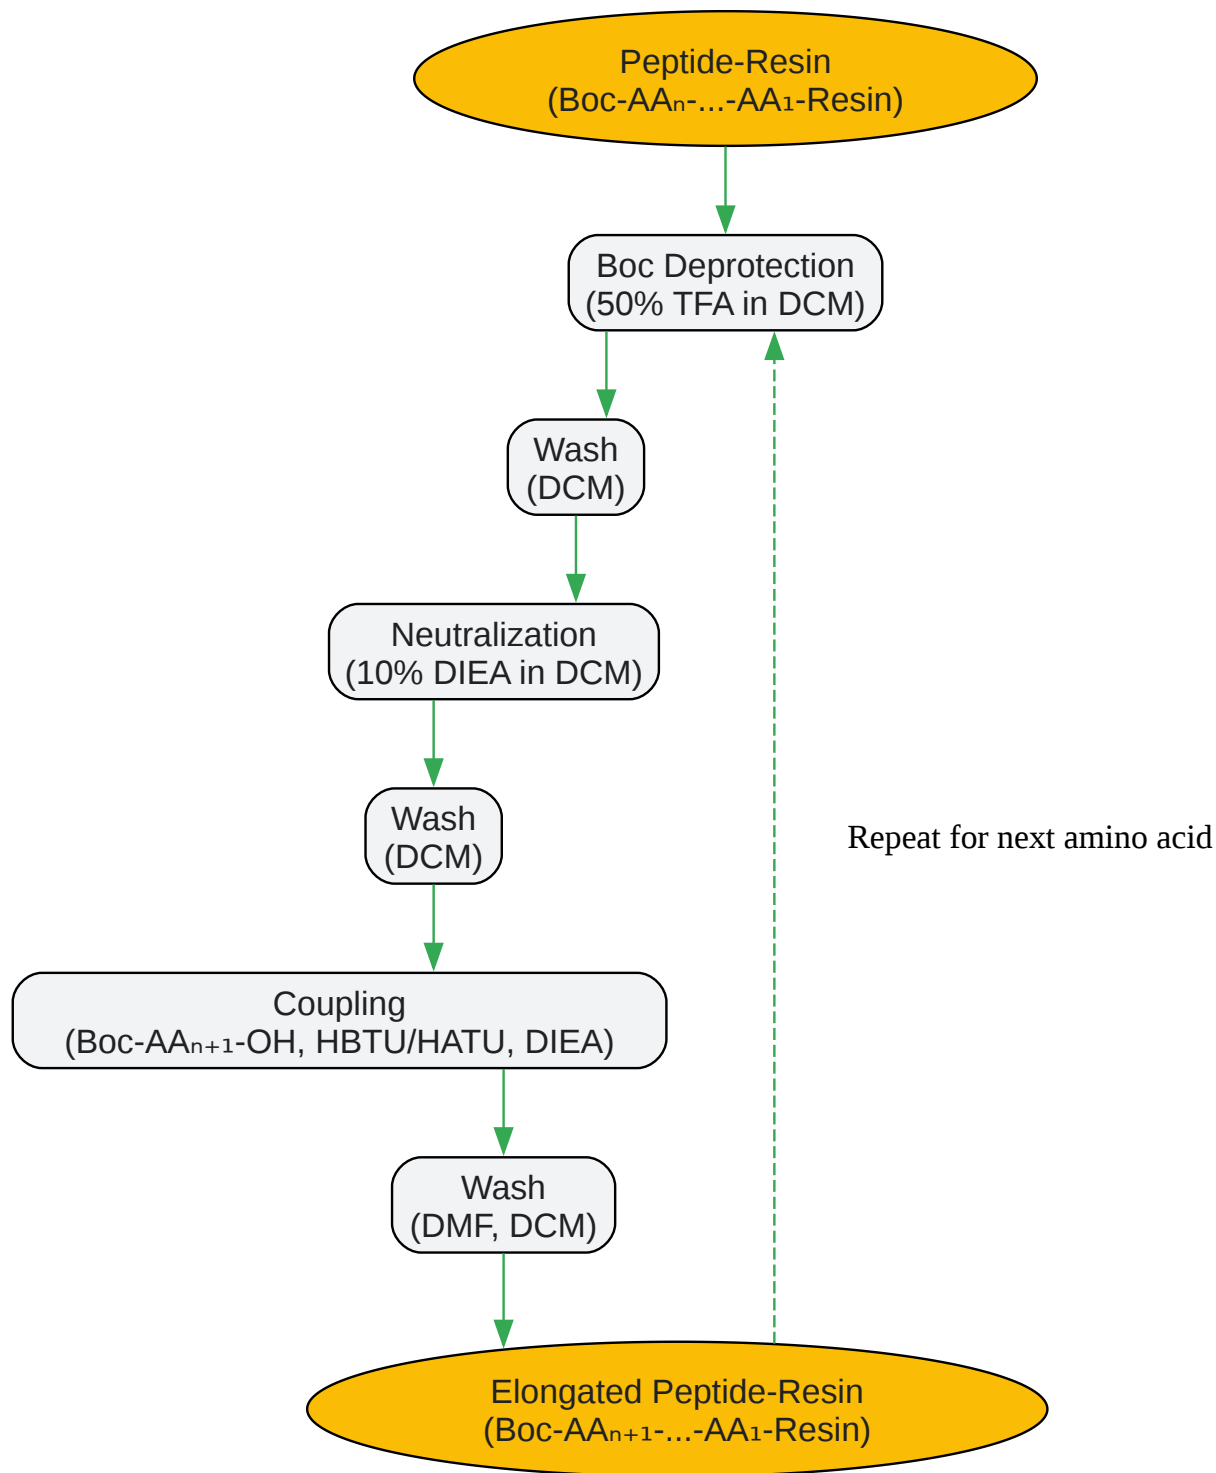 Peptide-Resin
(Boc-AAₙ-...-AA₁-Resin)
Boc Deprotection
(50% TFA in DCM)
Wash
(DCM)
Neutralization
(10% DIEA in DCM)
Wash
(DCM)
Repeat for next amino acid
Coupling
(Boc-AAₙ₊₁-OH, HBTU/HATU, DIEA)
Wash
(DMF, DCM)
Elongated Peptide-Resin
(Boc-AAₙ₊₁-...-AA₁-Resin)